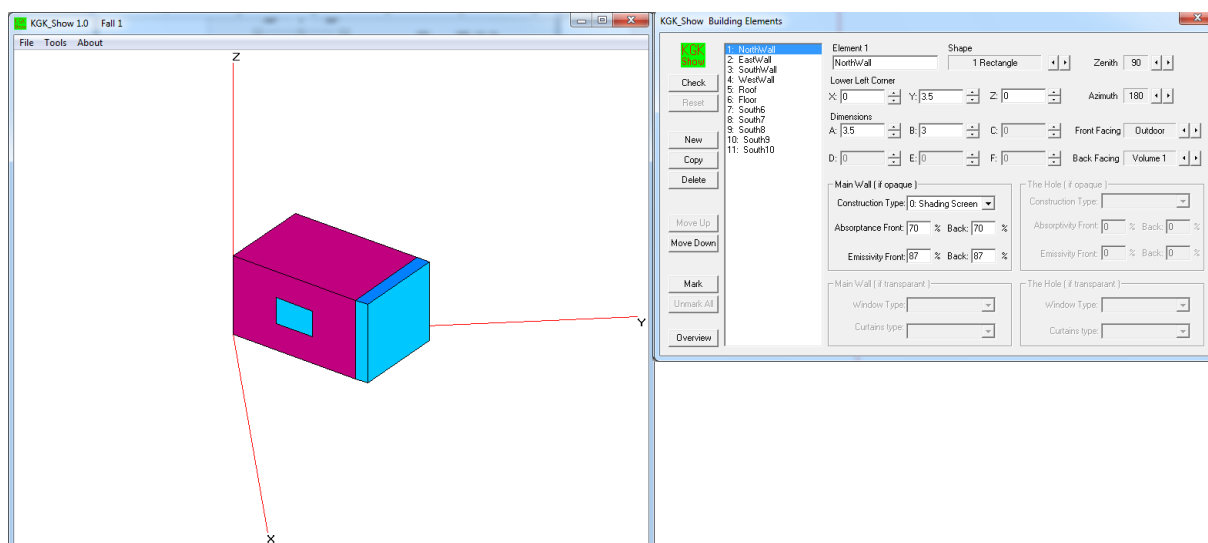 KGK_Show 1.0 Fall 1
File Tools About
Z
Y
X
KGK_Show Building Elements
KGK
Show
Check
Reset
New
Copy
Delete
Move Up
Move Down
Mark
Unmark All
Overview
1: NorthWall
2: EastWall
3: SouthWall
4: WestWall
5: Roof
6: Floor
7: South6
8: South7
9: South8
10: South9
11: South10
Element 1 Shape
NorthWall 1 Rectangle Zenith 90
Lower Left Corner
X: 0 Y: 3.5 Z: 0 Azimuth 180
Dimensions
A: 3.5 B: 3 C: 0 Front Facing Outdoor
D: 0 E: 0 F: 0 Back Facing Volume 1
Main Wall ( if opaque )
Construction Type: 0: Shading Screen
Absorptance Front: 70 % Back: 70 %
Emissivity Front: 87 % Back: 87 %
The Hole ( if opaque )
Construction Type:
Absorptivity Front: 0 % Back: 0 %
Emissivity Front: 0 % Back: 0 %
Main Wall ( if transparant )
Window Type:
Curtains type:
The Hole ( if transparant )
Window Type:
Curtains type: